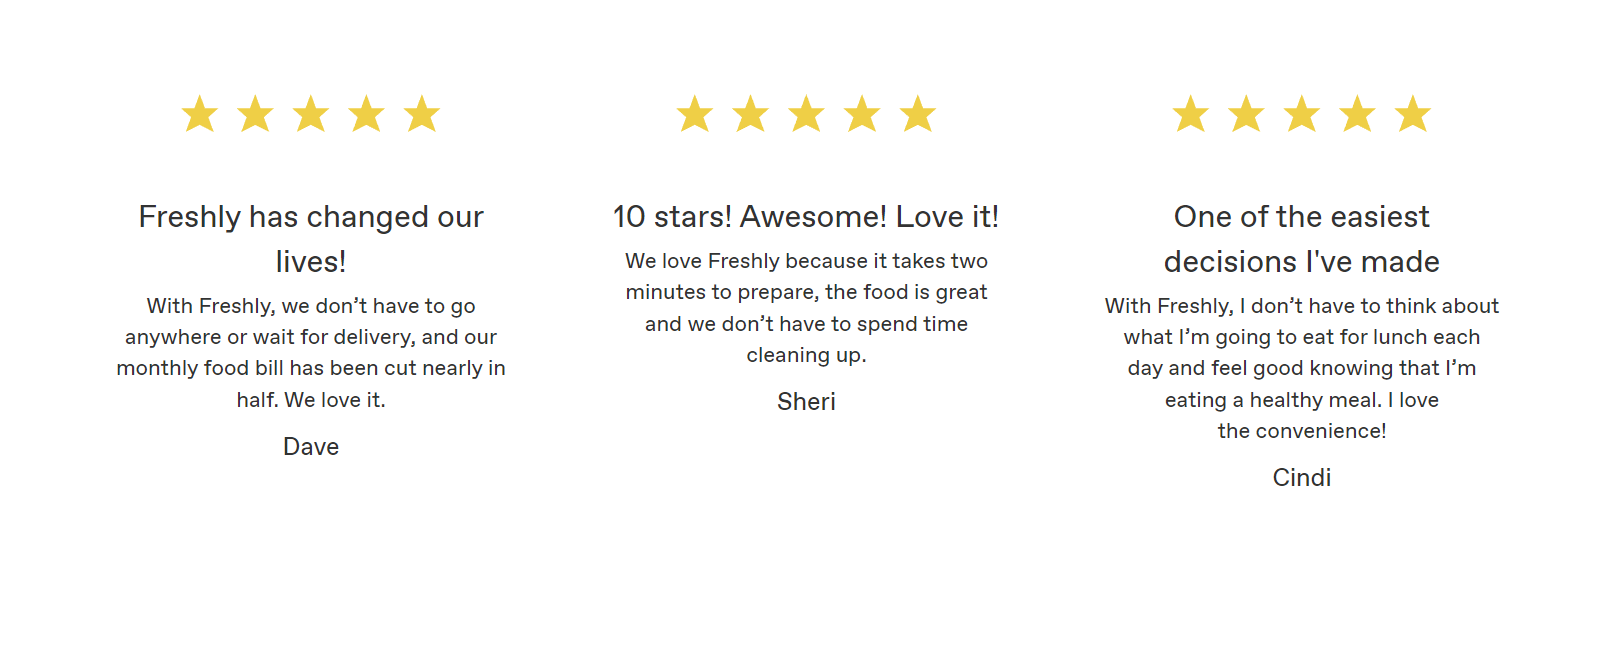 Freshly has changed our
lives!
With Freshly, we don’t have to go
anywhere or wait for delivery, and our
monthly food bill has been cut nearly in
half. We love it.
Dave
10 stars! Awesome! Love it!
We love Freshly because it takes two
minutes to prepare, the food is great
and we don’t have to spend time
cleaning up.
Sheri
One of the easiest
decisions I've made
With Freshly, I don’t have to think about
what I’m going to eat for lunch each
day and feel good knowing that I’m
eating a healthy meal. I love
the convenience!
Cindi